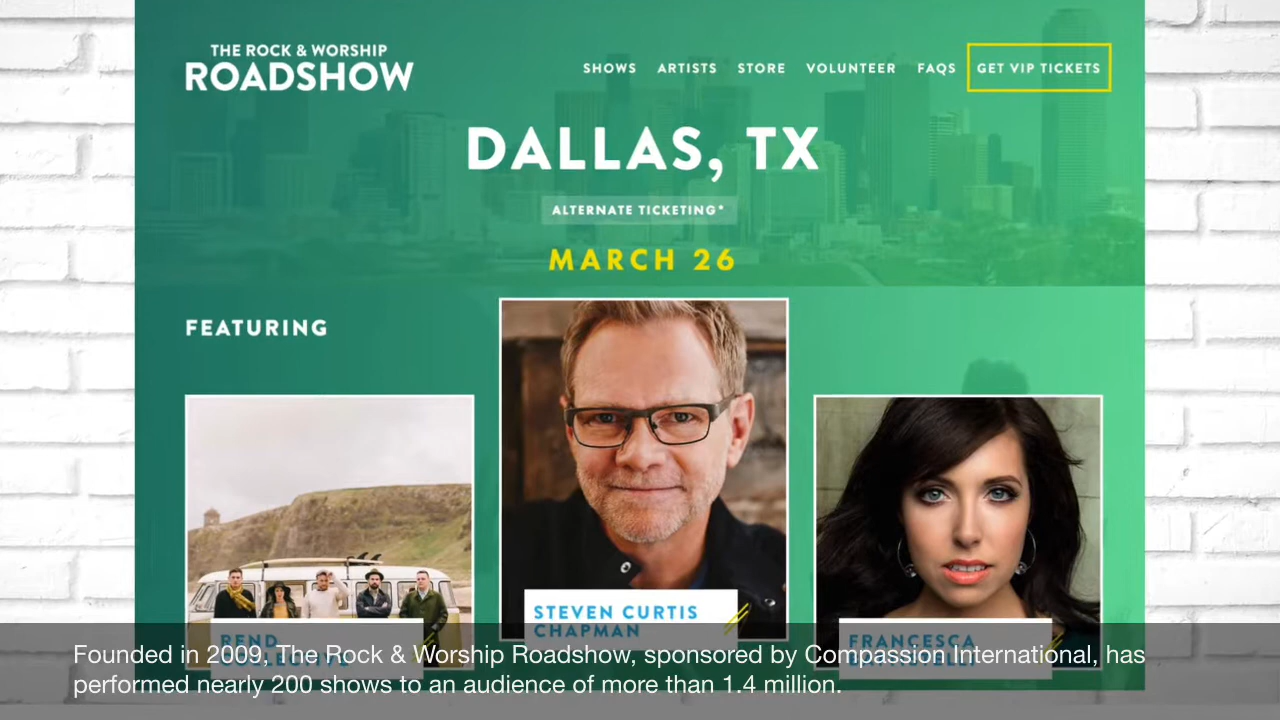 THE ROCK & WORSHIP
ROADSHOW
SHOWS ARTISTS STORE VOLUNTEER FAQS GET VIP TICKETS
DALLAS, TX
ALTERNATE TICKETING*
MARCH 26
FEATURING
STEVEN CURTIS
CHAPMAN
REND
FRANCESCA
Founded in 2009, The Rock & Worship Roadshow, sponsored by Compassion International, has
performed nearly 200 shows to an audience of more than 1.4 million.